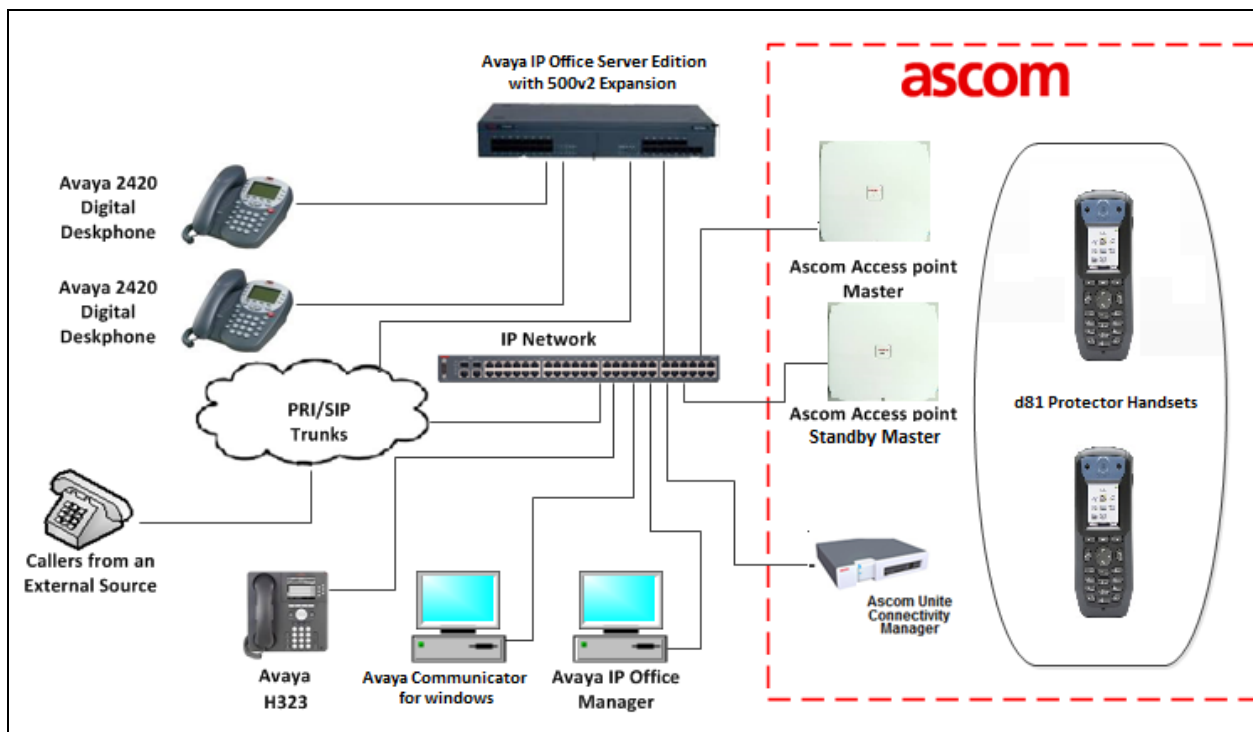 Avaya IP Office Server Edition
with 500v2 Expansion
ascom
Avaya 2420
Digital
Deskphone
Avaya 2420
Digital
Deskphone
Ascom Access point
Master
IP Network
PRI/SIP
Trunks
Ascom Access point
Standby Master
d81 Protector Handsets
Callers from an
External Source
Avaya
H323
Avaya Communicator
for windows
Avaya IP Office
Manager
Ascom Unite
Connectivity
Manager